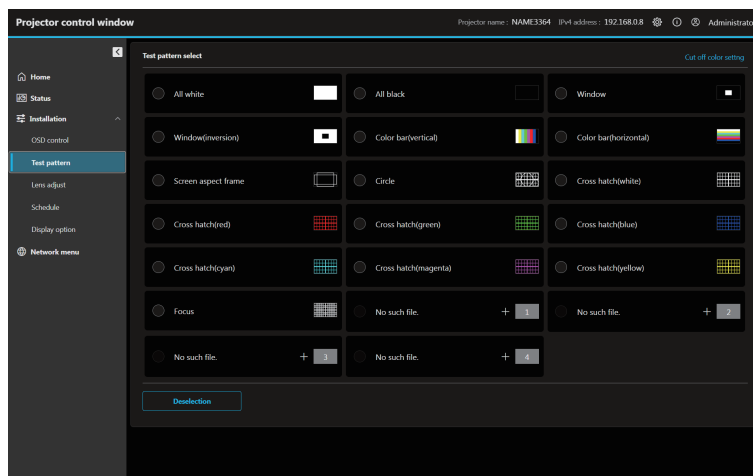 Projector control window
Projector name : NAME3364 IPv4 address : 192.168.0.8 Administrato
Home
Status
Installation
OSD control
Test pattern
Lens adjust
Schedule
Display option
Network menu
Test pattern select
Cut off color settng
All white
All black
Window
Window(inversion)
Color bar(vertical)
Color bar(horizontal)
Screen aspect frame
Circle
Cross hatch(white)
Cross hatch(red)
Cross hatch(green)
Cross hatch(blue)
Cross hatch(cyan)
Cross hatch(magenta)
Cross hatch(yellow)
Focus
No such file. + 1
No such file. + 2
No such file. + 3
No such file. + 4
Deselection